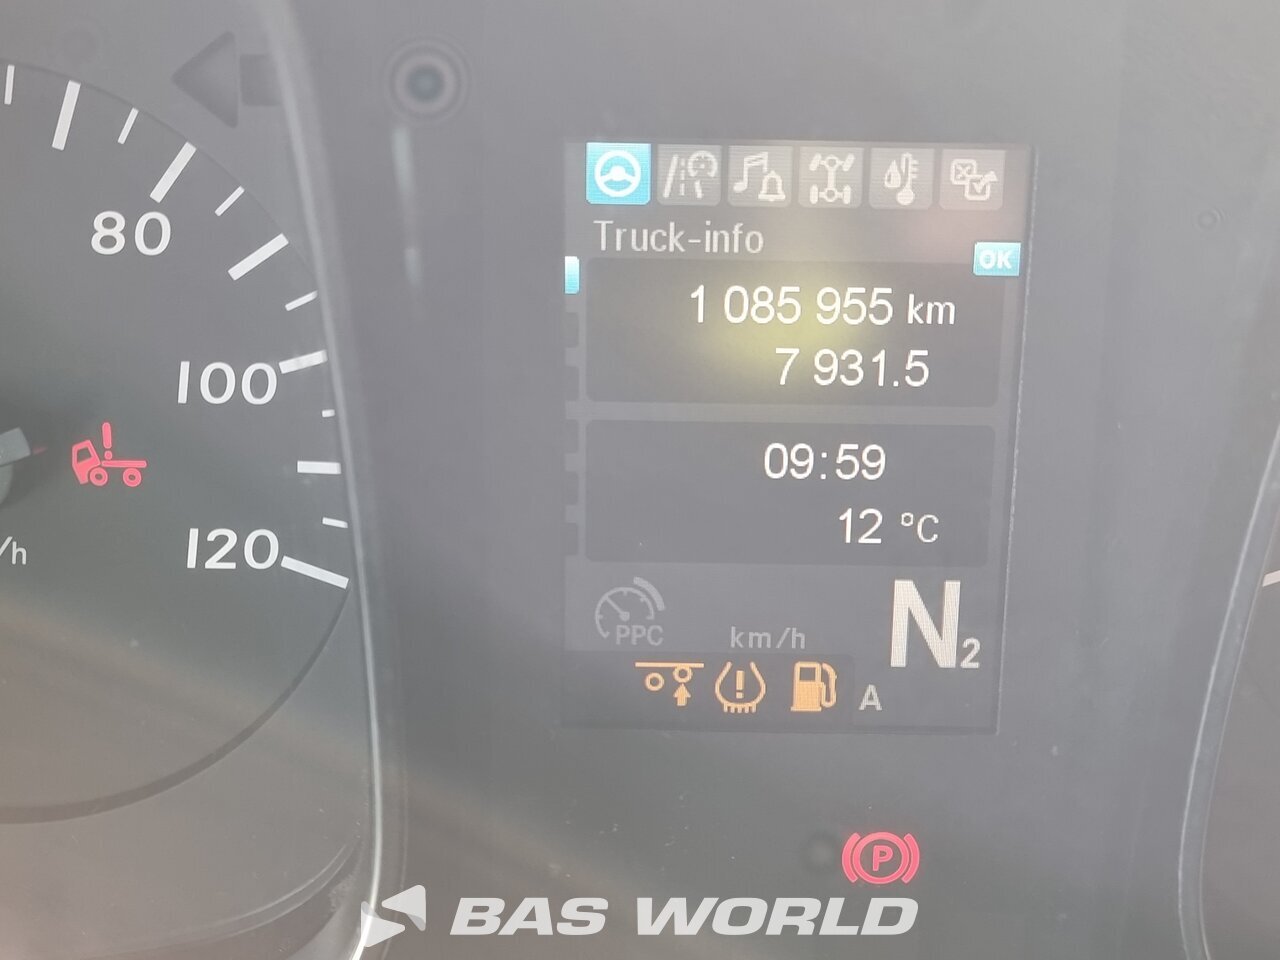 80
100
120
/h
Truck-info
OK
1 085 955 km
7 931.5
09:59
12 °C
PPC
km/h
N2
A
P
BAS WORLD